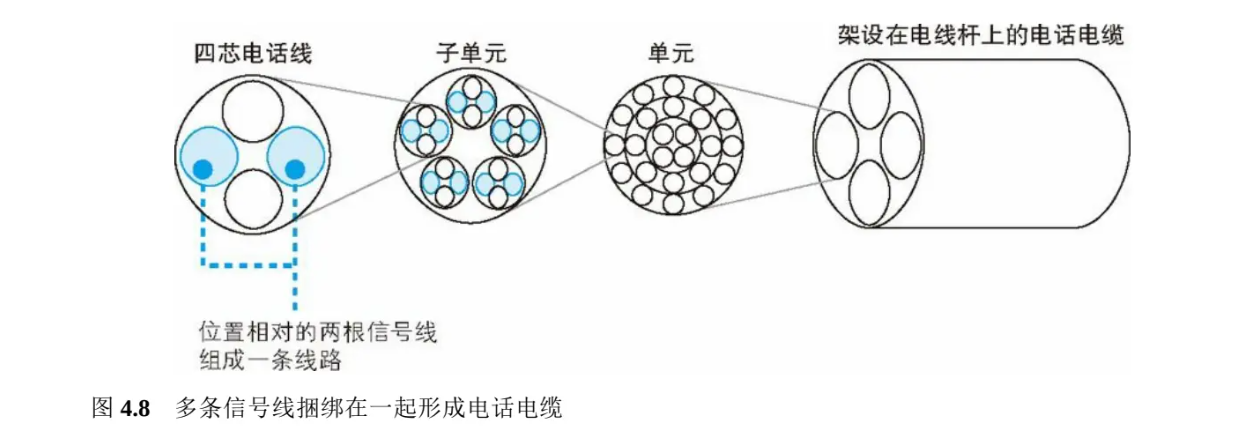 四芯电话线
子单元
单元
架设在电线杆上的电话电缆
位置相对的两根信号线
组成一条线路
图 4.8 多条信号线捆绑在一起形成电话电缆